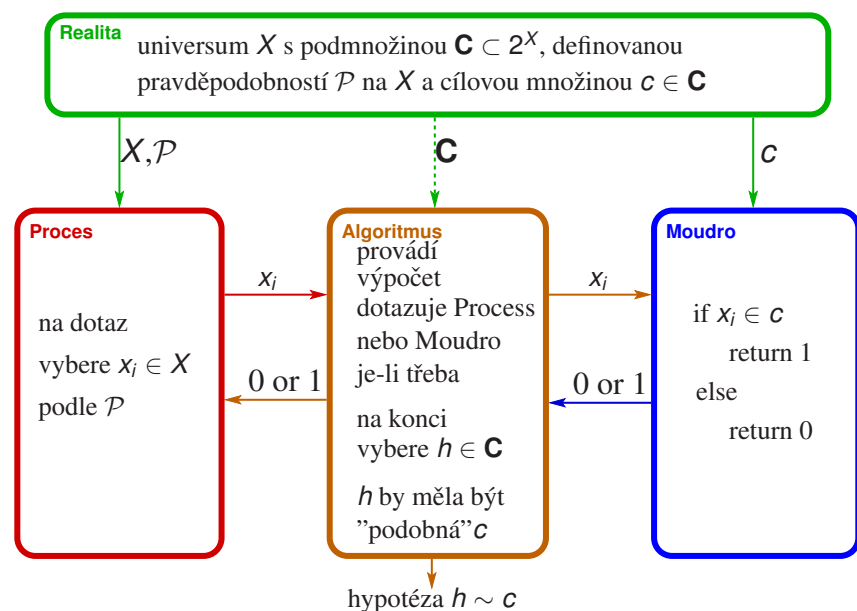 Realita
universum X s podmnožinou C ⊂ 2^X, definovanou
pravděpodobností 𝒫 na X a cílovou množinou c ∈ C
X,𝒫
C
c
Proces
na dotaz
vybere x_i ∈ X
podle 𝒫
x_i
0 or 1
Algoritmus
provádí
výpočet
dotazuje Process
nebo Moudro
je-li třeba
na konci
vybere h ∈ C
h by měla být
”podobná”c
x_i
0 or 1
Moudro
if x_i ∈ c
return 1
else
return 0
hypotéza h ∼ c